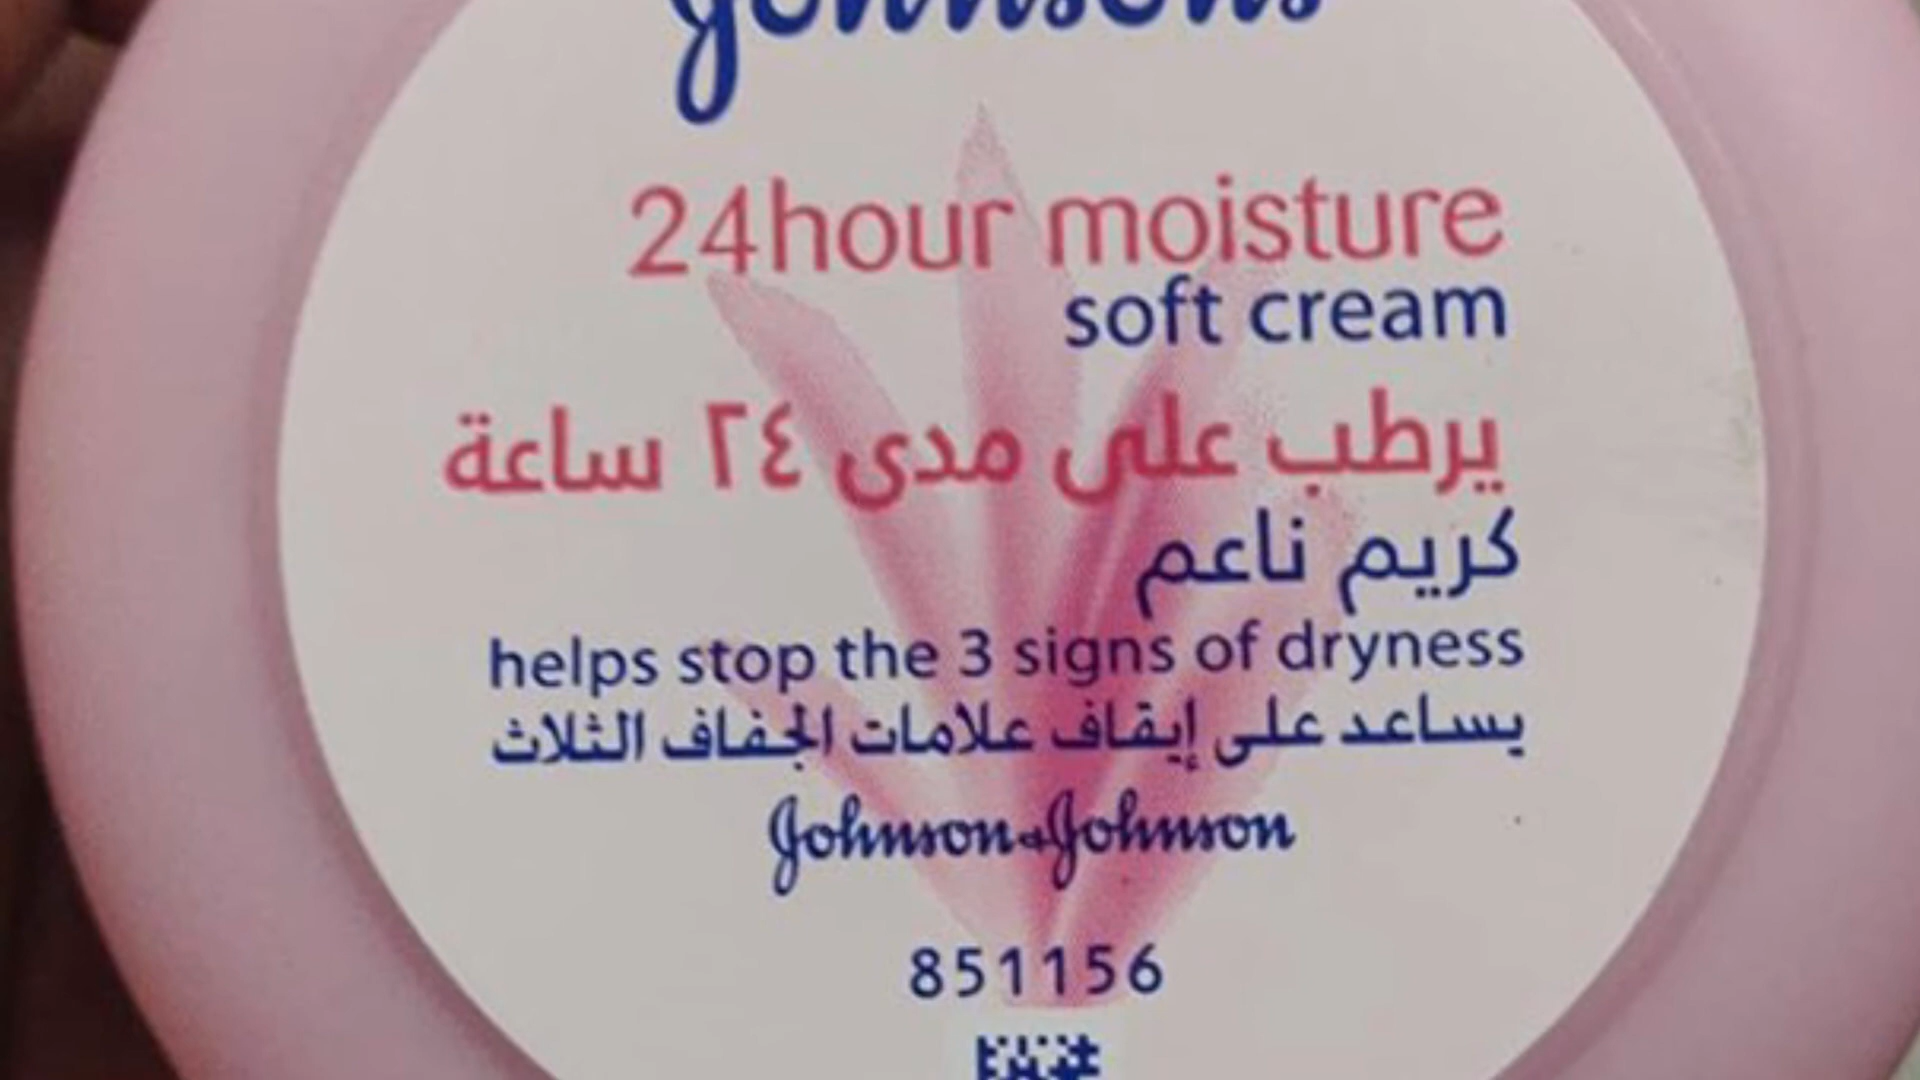 Johnson's
24hour moisture
soft cream
يرطب على مدى ٢٤ ساعة
كريم ناعم
helps stop the 3 signs of dryness
يساعد على إيقاف علامات الجفاف الثلاث
Johnson+Johnson
851156